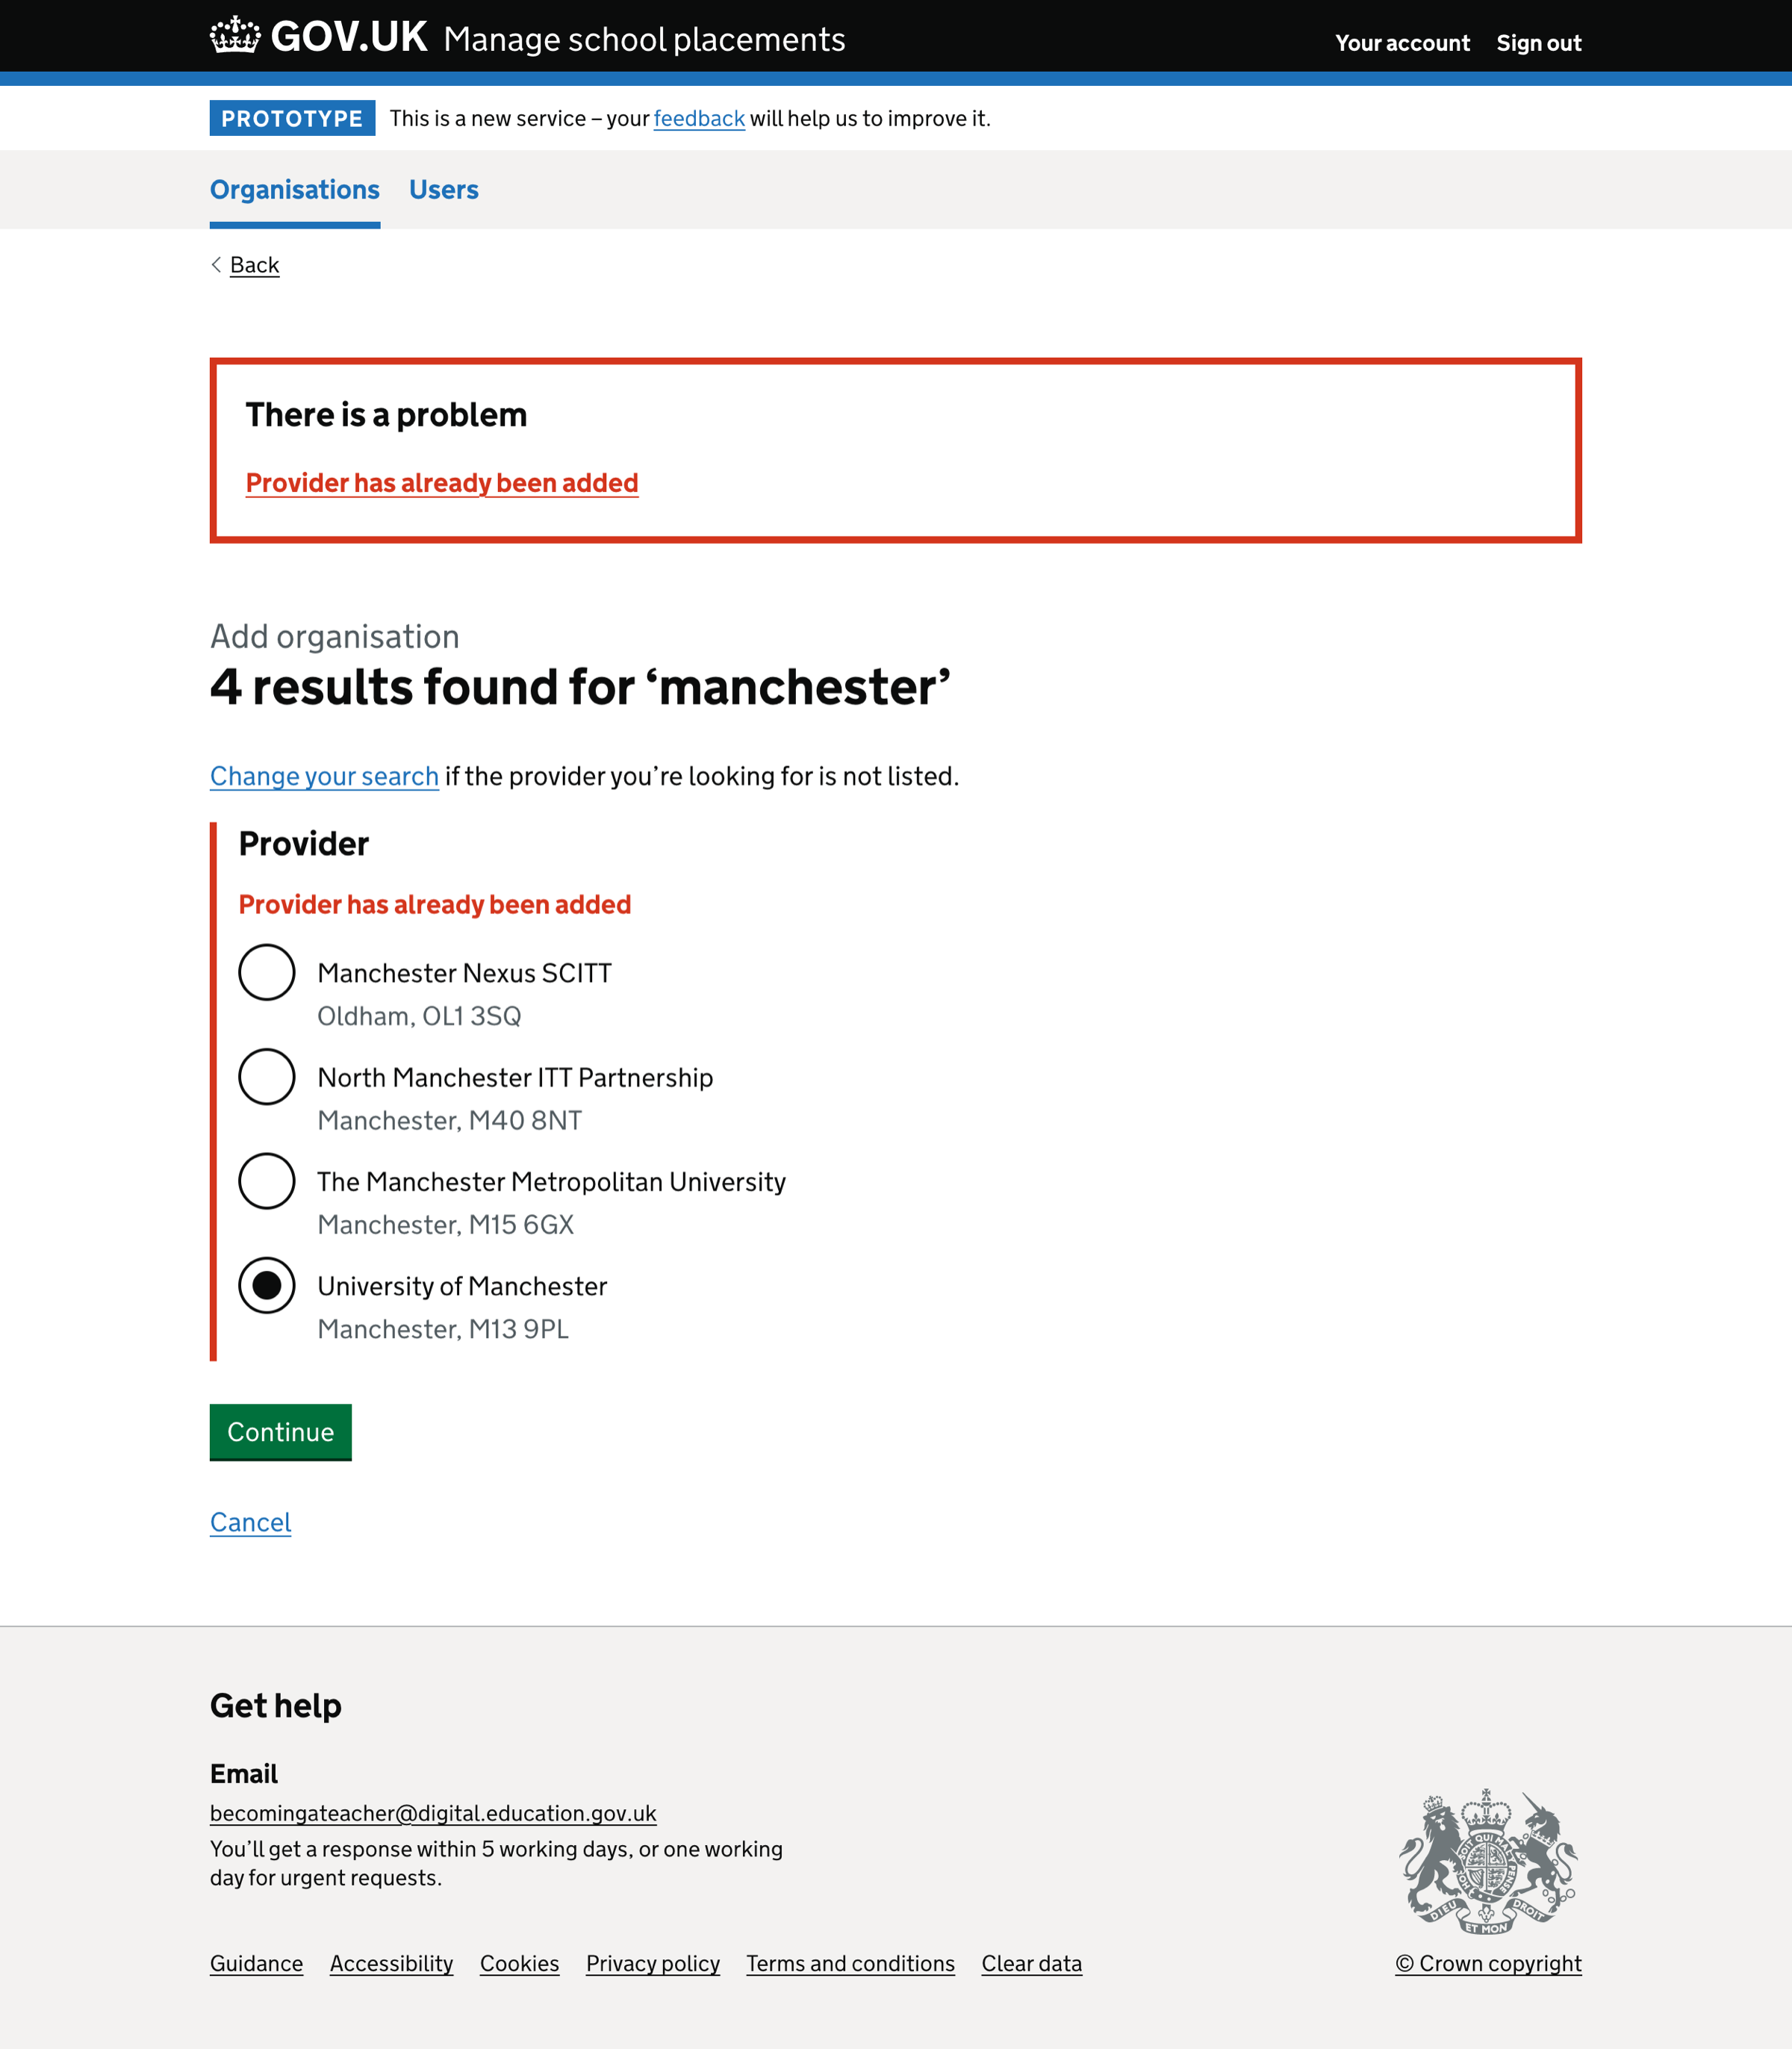 GOV.UK Manage school placements Your account Sign out
PROTOTYPE This is a new service – your feedback will help us to improve it.
Organisations Users
Back
There is a problem
Provider has already been added
Add organisation
4 results found for ‘manchester’
Change your search if the provider you’re looking for is not listed.
Provider
Provider has already been added
Manchester Nexus SCITT
Oldham, OL1 3SQ
North Manchester ITT Partnership
Manchester, M40 8NT
The Manchester Metropolitan University
Manchester, M15 6GX
University of Manchester
Manchester, M13 9PL
Continue
Cancel
Get help
Email
becomingateacher@digital.education.gov.uk
You’ll get a response within 5 working days, or one working
day for urgent requests.
DIEU ET MON DROIT
Guidance Accessibility Cookies Privacy policy Terms and conditions Clear data © Crown copyright